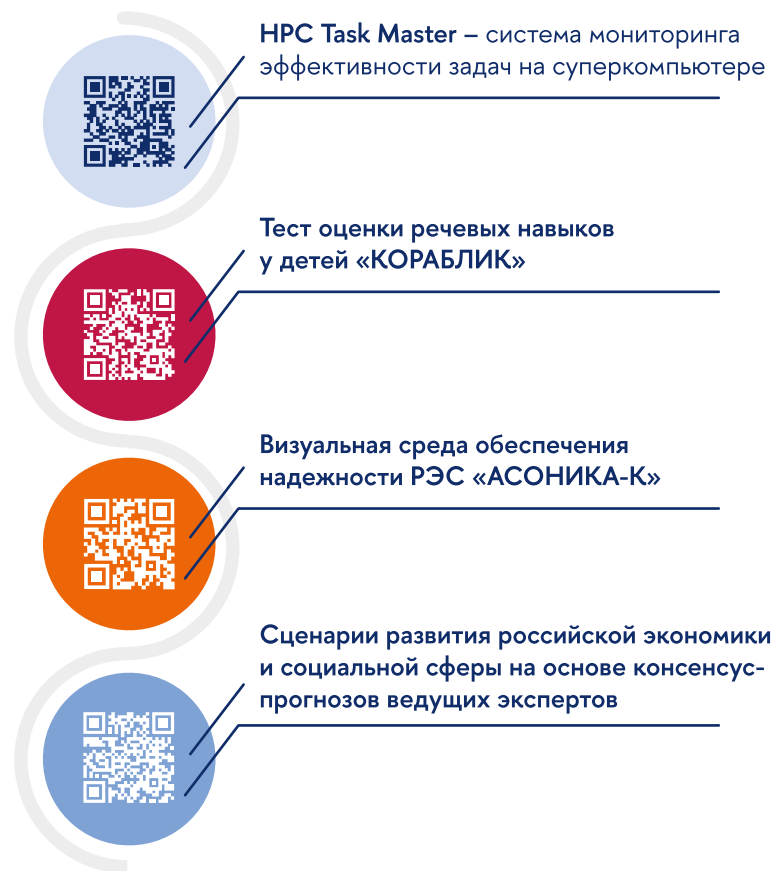 HPC Task Master – система мониторинга
эффективности задач на суперкомпьютере
Тест оценки речевых навыков
у детей «КОРАБЛИК»
Визуальная среда обеспечения
надежности РЭС «АСОНИКА-К»
Сценарии развития российской экономики
и социальной сферы на основе консенсус-
прогнозов ведущих экспертов